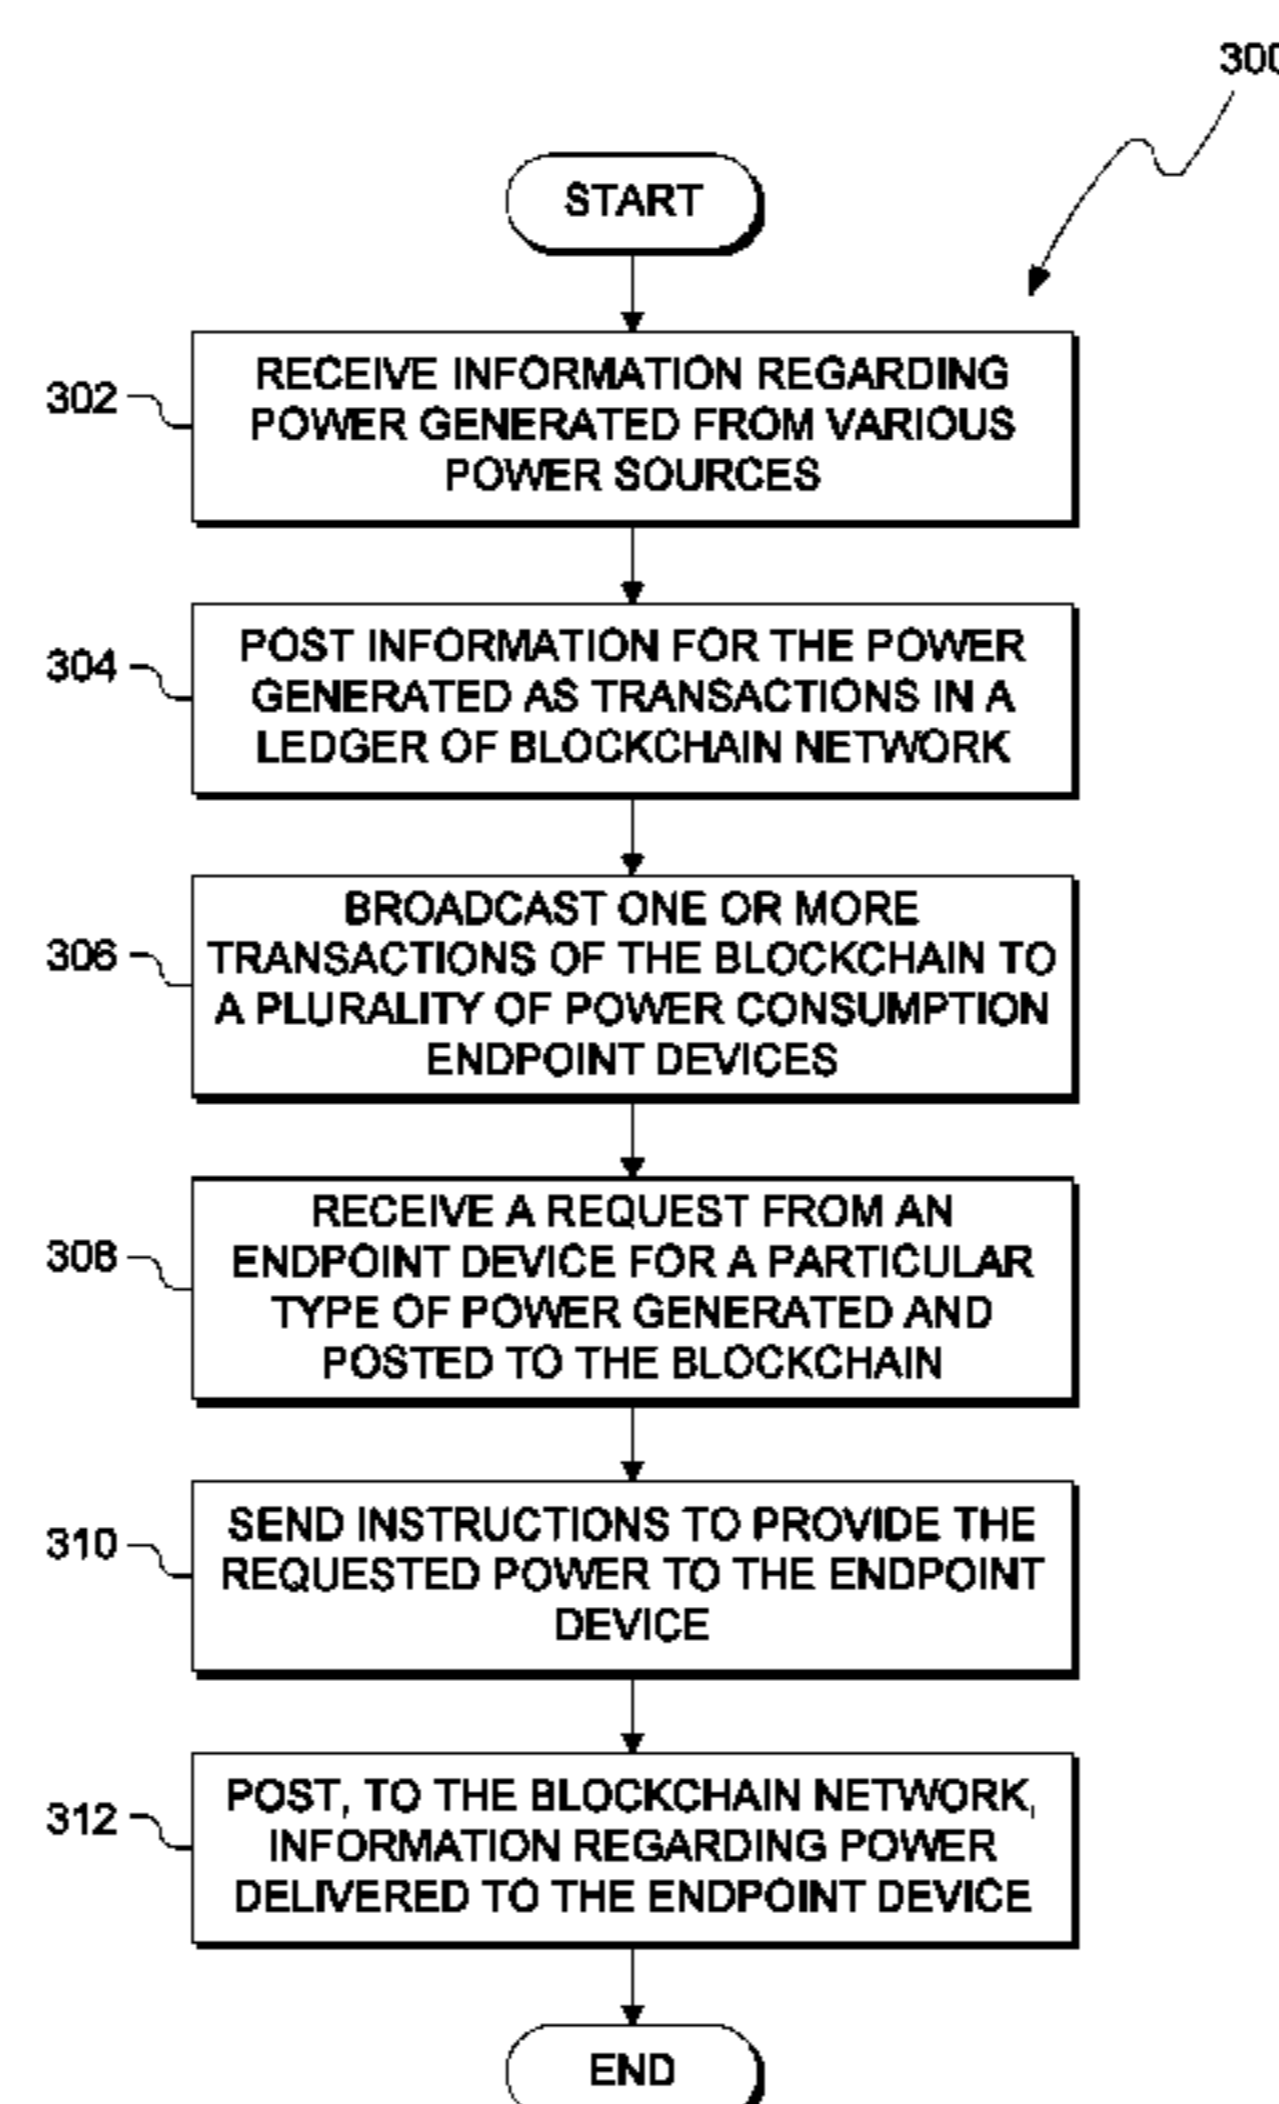 300
START
302
RECEIVE INFORMATION REGARDING
POWER GENERATED FROM VARIOUS
POWER SOURCES
304
POST INFORMATION FOR THE POWER
GENERATED AS TRANSACTIONS IN A
LEDGER OF BLOCKCHAIN NETWORK
306
BROADCAST ONE OR MORE
TRANSACTIONS OF THE BLOCKCHAIN TO
A PLURALITY OF POWER CONSUMPTION
ENDPOINT DEVICES
308
RECEIVE A REQUEST FROM AN
ENDPOINT DEVICE FOR A PARTICULAR
TYPE OF POWER GENERATED AND
POSTED TO THE BLOCKCHAIN
310
SEND INSTRUCTIONS TO PROVIDE THE
REQUESTED POWER TO THE ENDPOINT
DEVICE
312
POST, TO THE BLOCKCHAIN NETWORK,
INFORMATION REGARDING POWER
DELIVERED TO THE ENDPOINT DEVICE
END